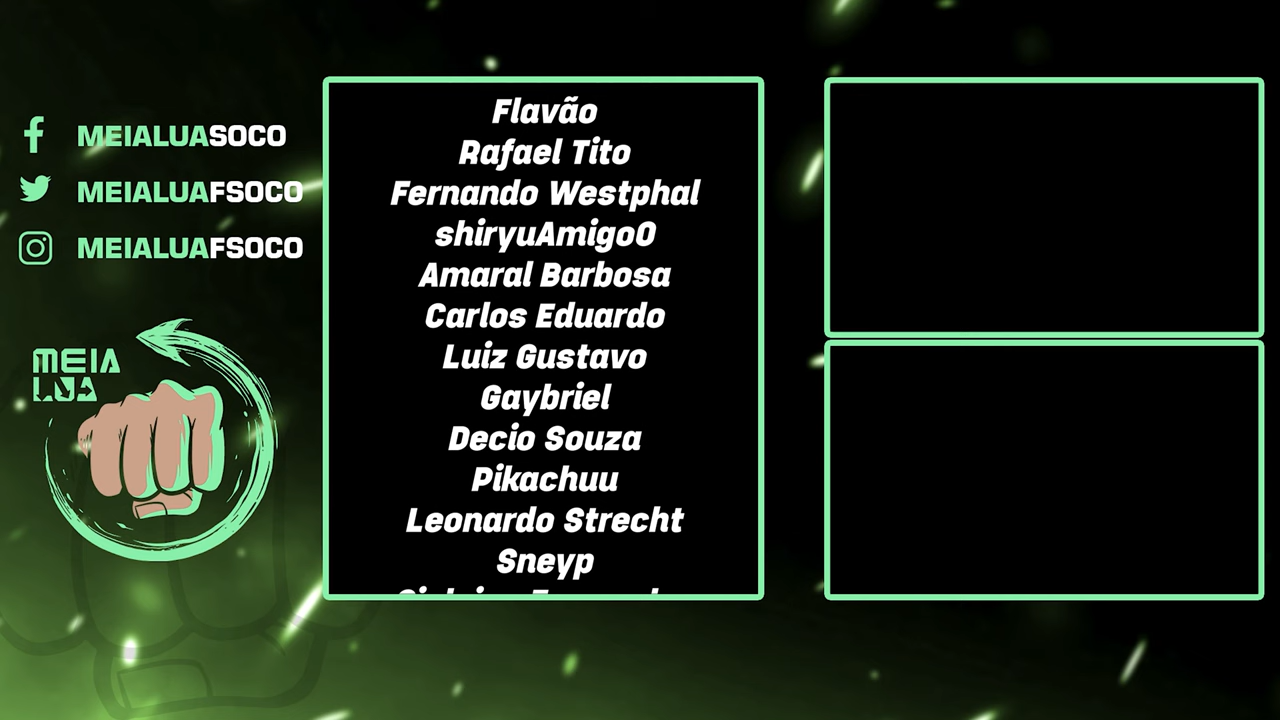 MEIALUASOCO
MEIALUAFSOCO
MEIALUAFSOCO
MEIA
LUA
Flavão
Rafael Tito
Fernando Westphal
shiryuAmigo0
Amaral Barbosa
Carlos Eduardo
Luiz Gustavo
Gaybriel
Decio Souza
Pikachuu
Leonardo Strecht
Sneyp